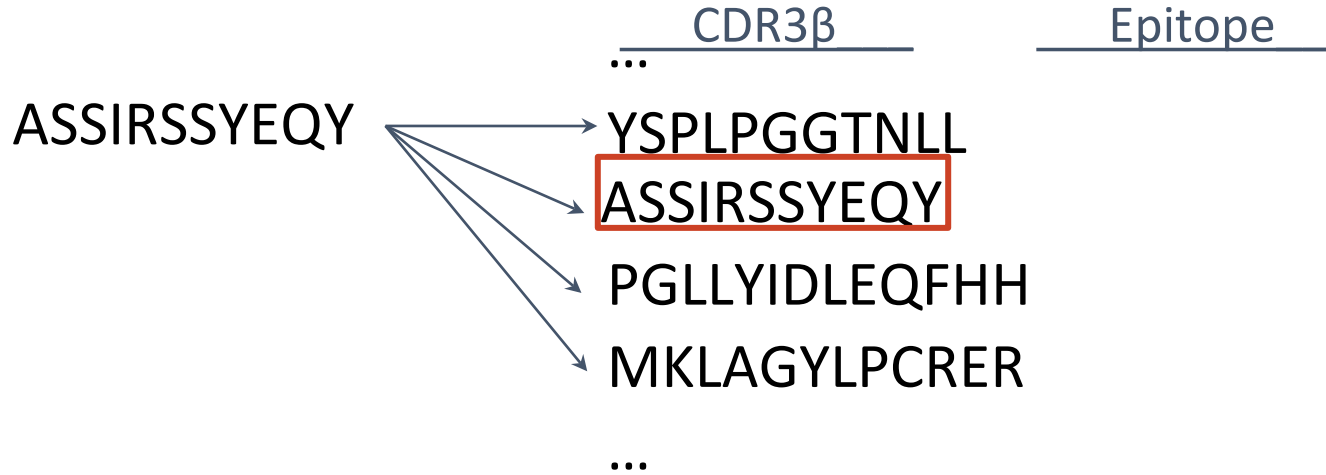 CDR3β Epitope
...
ASSIRSSYEQY YSPLPGGTNLL
ASSIRSSYEQY
PGLLYIDLEQFHH
MKLAGYLPCRER
...